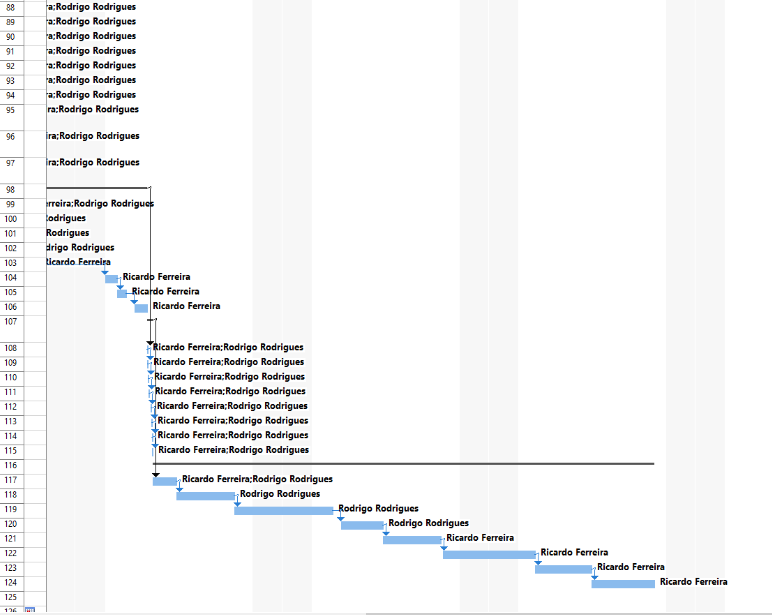 88 ra;Rodrigo Rodrigues
89 ra;Rodrigo Rodrigues
90 ra;Rodrigo Rodrigues
91 ra;Rodrigo Rodrigues
92 ra;Rodrigo Rodrigues
93 ra;Rodrigo Rodrigues
94 ra;Rodrigo Rodrigues
95 ra;Rodrigo Rodrigues
96 ira;Rodrigo Rodrigues
97 ira;Rodrigo Rodrigues
98
99 erreira;Rodrigo Rodrigues
100 Rodrigues
101 Rodrigues
102 drigo Rodrigues
103 Ricardo Ferreira
104 Ricardo Ferreira
105 Ricardo Ferreira
106 Ricardo Ferreira
107
108 Ricardo Ferreira;Rodrigo Rodrigues
109 Ricardo Ferreira;Rodrigo Rodrigues
110 Ricardo Ferreira;Rodrigo Rodrigues
111 Ricardo Ferreira;Rodrigo Rodrigues
112 Ricardo Ferreira;Rodrigo Rodrigues
113 Ricardo Ferreira;Rodrigo Rodrigues
114 Ricardo Ferreira;Rodrigo Rodrigues
115 Ricardo Ferreira;Rodrigo Rodrigues
116
117 Ricardo Ferreira;Rodrigo Rodrigues
118 Rodrigo Rodrigues
119 Rodrigo Rodrigues
120 Rodrigo Rodrigues
121 Ricardo Ferreira
122 Ricardo Ferreira
123 Ricardo Ferreira
124 Ricardo Ferreira
125
126